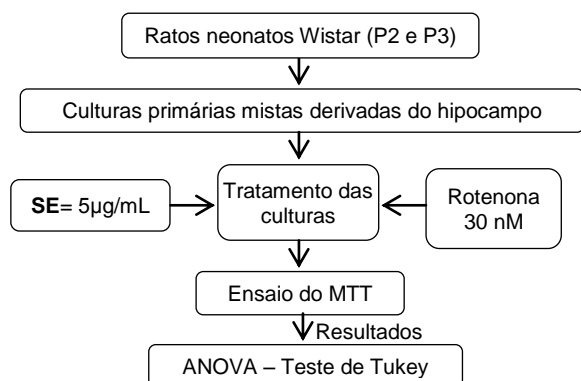 Ratos neonatos Wistar (P2 e P3)
Culturas primárias mistas derivadas do hipocampo
SE= 5µg/mL
Tratamento das
culturas
Rotenona
30 nM
Ensaio do MTT
Resultados
ANOVA – Teste de Tukey